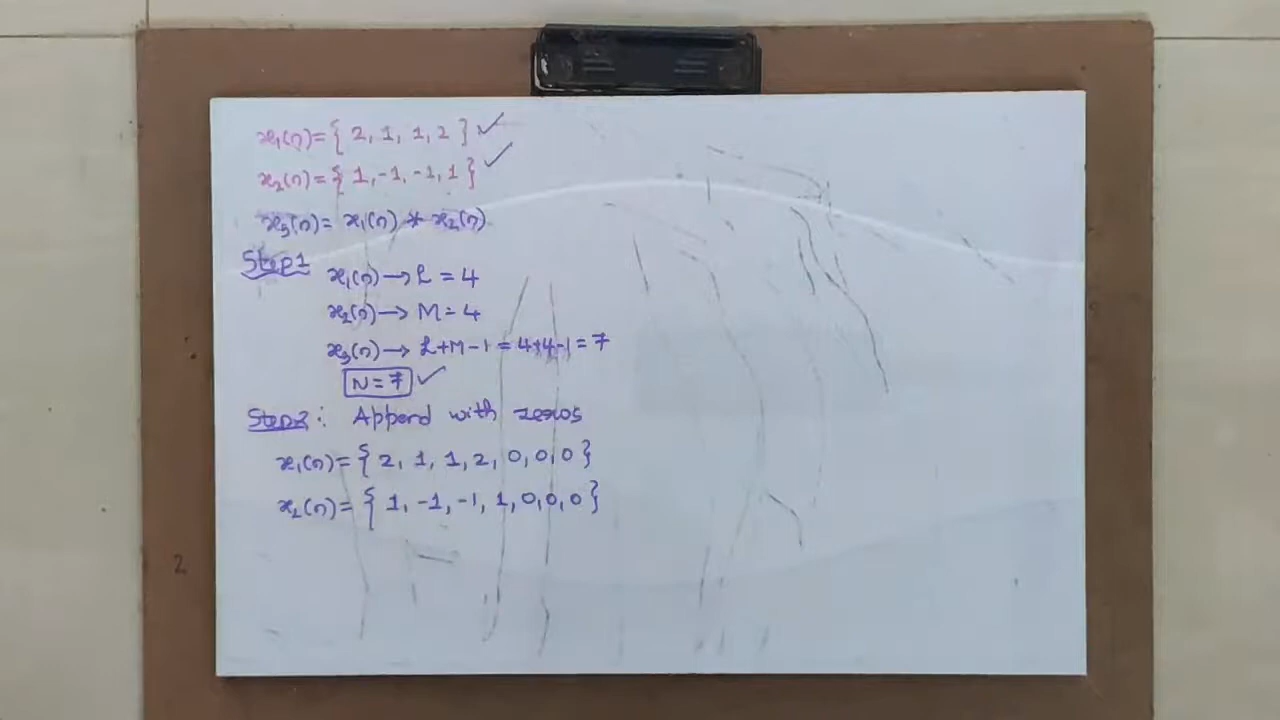 x₁(n) = { 2, 1, 1, 2 } ✓
x₂(n) = { 1, -1, -1, 1 } ✓
x₃(n) = x₁(n) * x₂(n)
Step1
x₁(n) → L = 4
x₂(n) → M = 4
x₃(n) → L+M-1 = 4+4-1 = 7
N = 7 ✓
Step2: Append with zeros
x₁(n) = { 2, 1, 1, 2, 0, 0, 0 }
x₂(n) = { 1, -1, -1, 1, 0, 0, 0 }
2